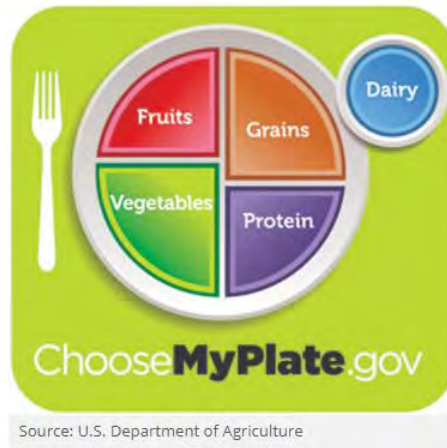 Dairy
Fruits
Grains
Vegetables
Protein
ChooseMyPlate.gov
Source: U.S. Department of Agriculture